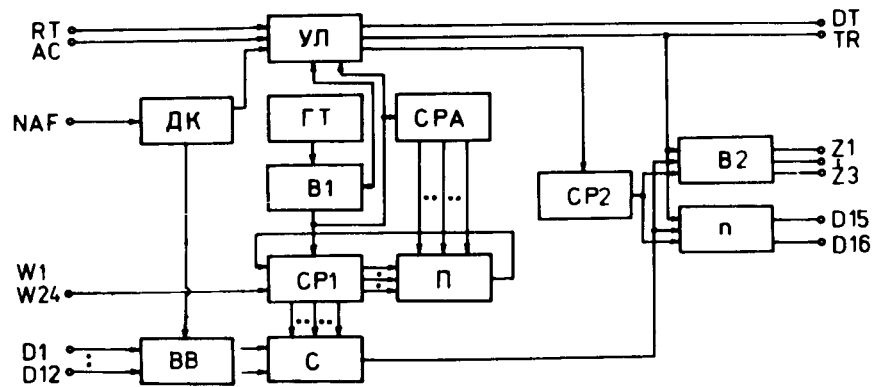 RT
AC
УЛ
DT
TR
NAF
ДК
ГТ
СРА
В1
СР2
В2
Z1
Z3
п
D15
D16
W1
W24
СР1
П
D1
D12
ВВ
С